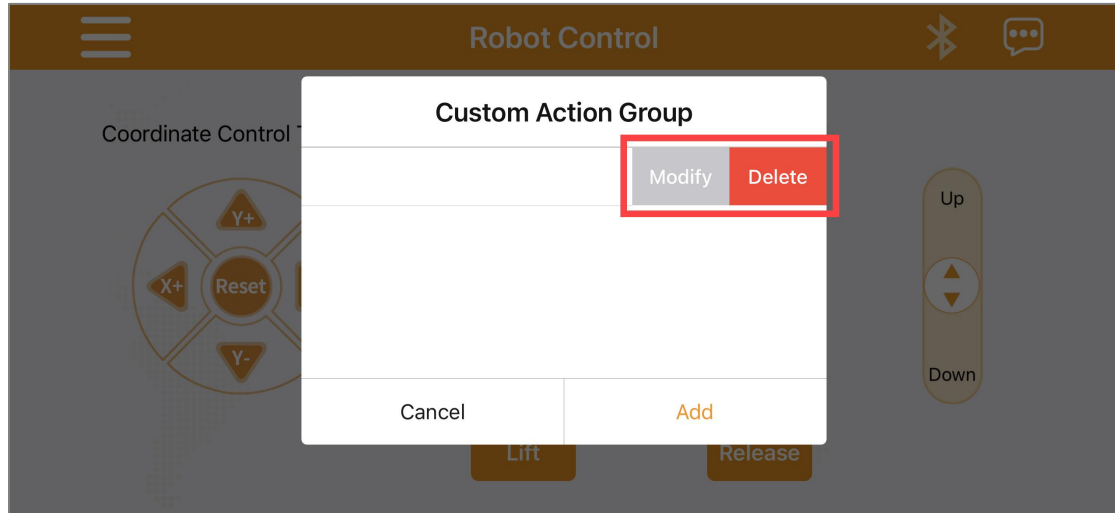 Robot Control
Custom Action Group
Coordinate Control
Modify Delete
Y+
Up
X+ Reset
Y-
Down
Cancel Add
Lift Release